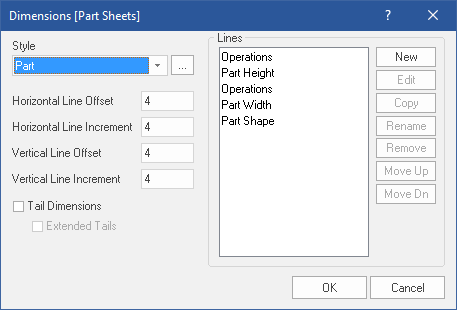 Dimensions [Part Sheets]
?
Style
Part
...
Horizontal Line Offset 4
Horizontal Line Increment 4
Vertical Line Offset 4
Vertical Line Increment 4
Tail Dimensions
Extended Tails
Lines
Operations
Part Height
Operations
Part Width
Part Shape
New
Edit
Copy
Rename
Remove
Move Up
Move Dn
OK
Cancel